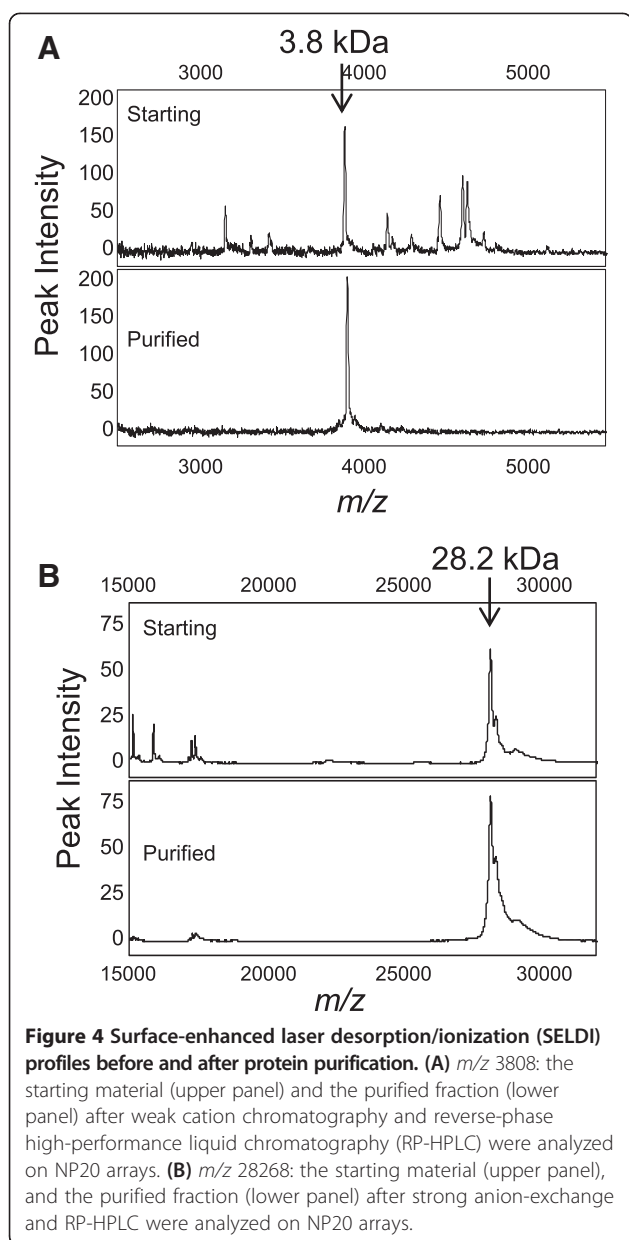 A
3.8 kDa
3000 4000 5000
200
150
100
50
0
Starting
Peak Intensity
200
150
100
50
0
Purified
3000 4000 5000
m/z
B
28.2 kDa
15000 20000 25000 30000
75
50
25
0
Starting
Peak Intensity
75
50
25
0
Purified
15000 20000 25000 30000
m/z
Figure 4 Surface-enhanced laser desorption/ionization (SELDI)
profiles before and after protein purification. (A) m/z 3808: the
starting material (upper panel) and the purified fraction (lower
panel) after weak cation chromatography and reverse-phase
high-performance liquid chromatography (RP-HPLC) were analyzed
on NP20 arrays. (B) m/z 28268: the starting material (upper panel),
and the purified fraction (lower panel) after strong anion-exchange
and RP-HPLC were analyzed on NP20 arrays.